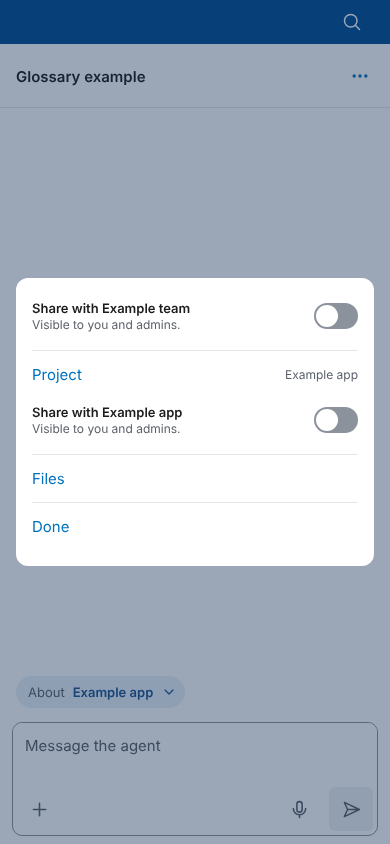 Glossary example
Share with Example team
Visible to you and admins.
Project
Example app
Share with Example app
Visible to you and admins.
Files
Done
About Example app
Message the agent